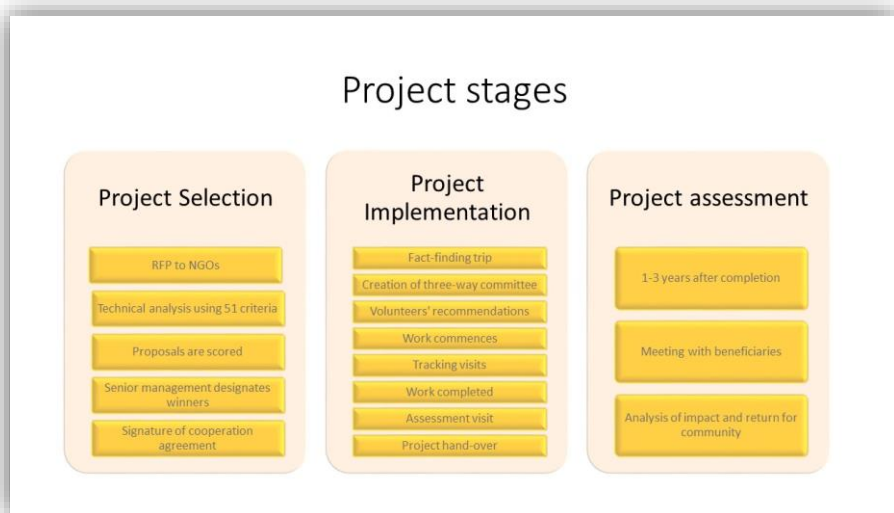 Project stages
Project Selection
RFP to NGOs
Technical analysis using 51 criteria
Proposals are scored
Senior management designates
winners
Signature of cooperation
agreement
Project
Implementation
Fact-finding trip
Creation of three-way committee
Volunteers' recommendations
Work commences
Tracking visits
Work completed
Assessment visit
Project hand-over
Project assessment
1-3 years after completion
Meeting with beneficiaries
Analysis of impact and return for
community